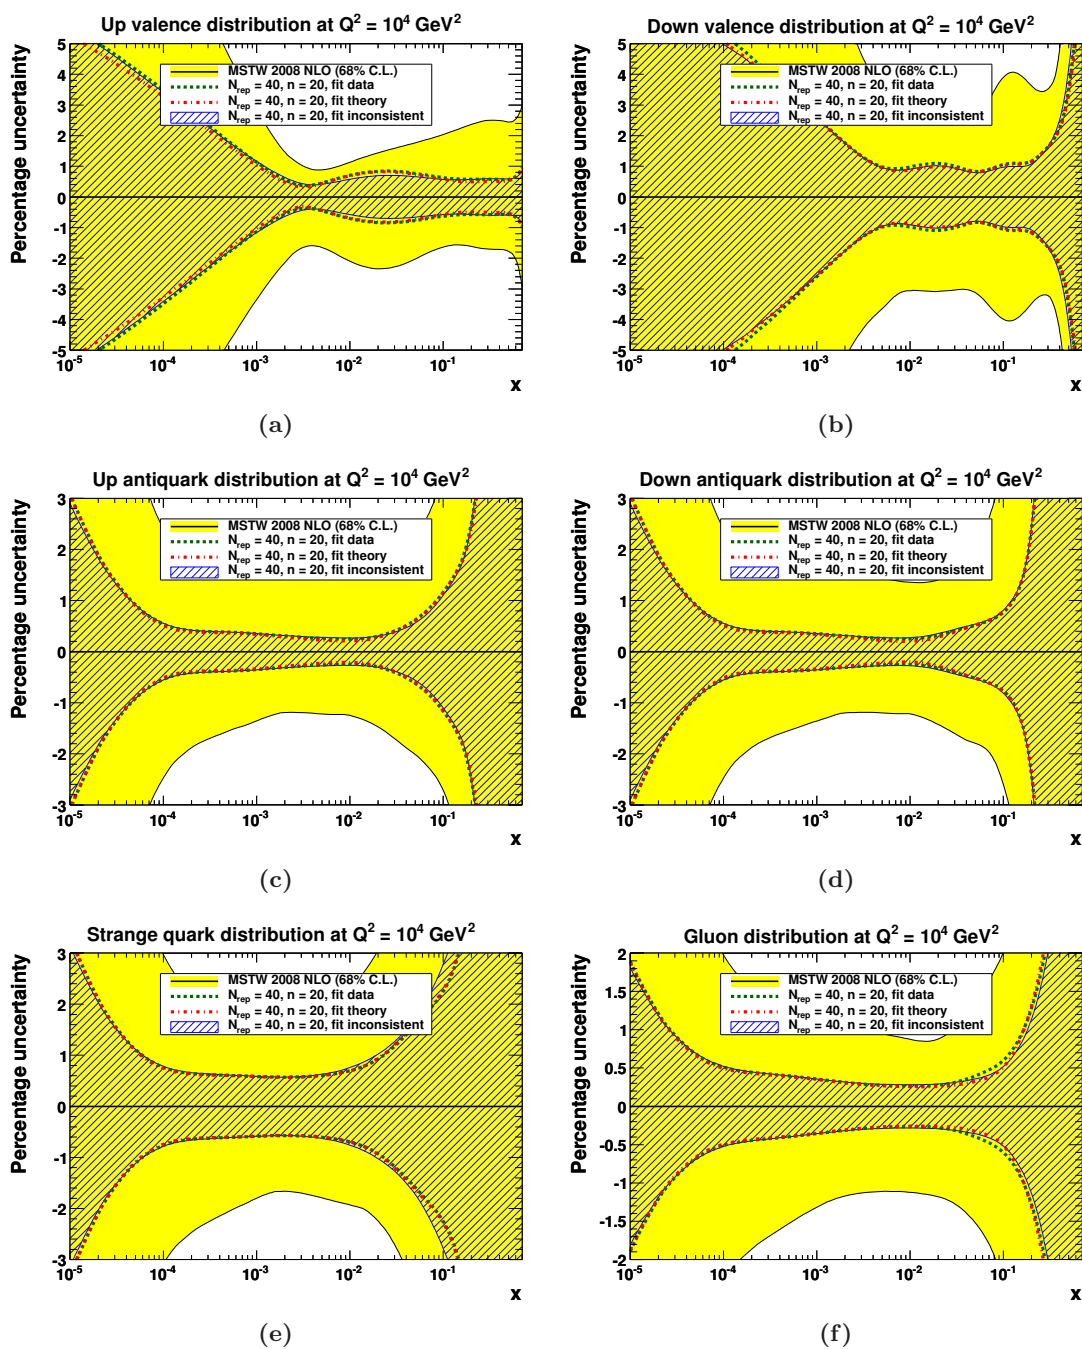 Up valence distribution at Q² = 10⁴ GeV²
Percentage uncertainty
5
4
3
2
1
0
-1
-2
-3
-4
-5
MSTW 2008 NLO (68% C.L.)
N_rep = 40, n = 20, fit data
N_rep = 40, n = 20, fit theory
N_rep = 40, n = 20, fit inconsistent
10⁻⁵ 10⁻⁴ 10⁻³ 10⁻² 10⁻¹
x
(a)
Down valence distribution at Q² = 10⁴ GeV²
Percentage uncertainty
5
4
3
2
1
0
-1
-2
-3
-4
-5
MSTW 2008 NLO (68% C.L.)
N_rep = 40, n = 20, fit data
N_rep = 40, n = 20, fit theory
N_rep = 40, n = 20, fit inconsistent
10⁻⁵ 10⁻⁴ 10⁻³ 10⁻² 10⁻¹
x
(b)
Up antiquark distribution at Q² = 10⁴ GeV²
Percentage uncertainty
3
2
1
0
-1
-2
-3
MSTW 2008 NLO (68% C.L.)
N_rep = 40, n = 20, fit data
N_rep = 40, n = 20, fit theory
N_rep = 40, n = 20, fit inconsistent
10⁻⁵ 10⁻⁴ 10⁻³ 10⁻² 10⁻¹
x
(c)
Down antiquark distribution at Q² = 10⁴ GeV²
Percentage uncertainty
3
2
1
0
-1
-2
-3
MSTW 2008 NLO (68% C.L.)
N_rep = 40, n = 20, fit data
N_rep = 40, n = 20, fit theory
N_rep = 40, n = 20, fit inconsistent
10⁻⁵ 10⁻⁴ 10⁻³ 10⁻² 10⁻¹
x
(d)
Strange quark distribution at Q² = 10⁴ GeV²
Percentage uncertainty
3
2
1
0
-1
-2
-3
MSTW 2008 NLO (68% C.L.)
N_rep = 40, n = 20, fit data
N_rep = 40, n = 20, fit theory
N_rep = 40, n = 20, fit inconsistent
10⁻⁵ 10⁻⁴ 10⁻³ 10⁻² 10⁻¹
x
(e)
Gluon distribution at Q² = 10⁴ GeV²
Percentage uncertainty
2
1.5
1
0.5
0
-0.5
-1
-1.5
-2
MSTW 2008 NLO (68% C.L.)
N_rep = 40, n = 20, fit data
N_rep = 40, n = 20, fit theory
N_rep = 40, n = 20, fit inconsistent
10⁻⁵ 10⁻⁴ 10⁻³ 10⁻² 10⁻¹
x
(f)